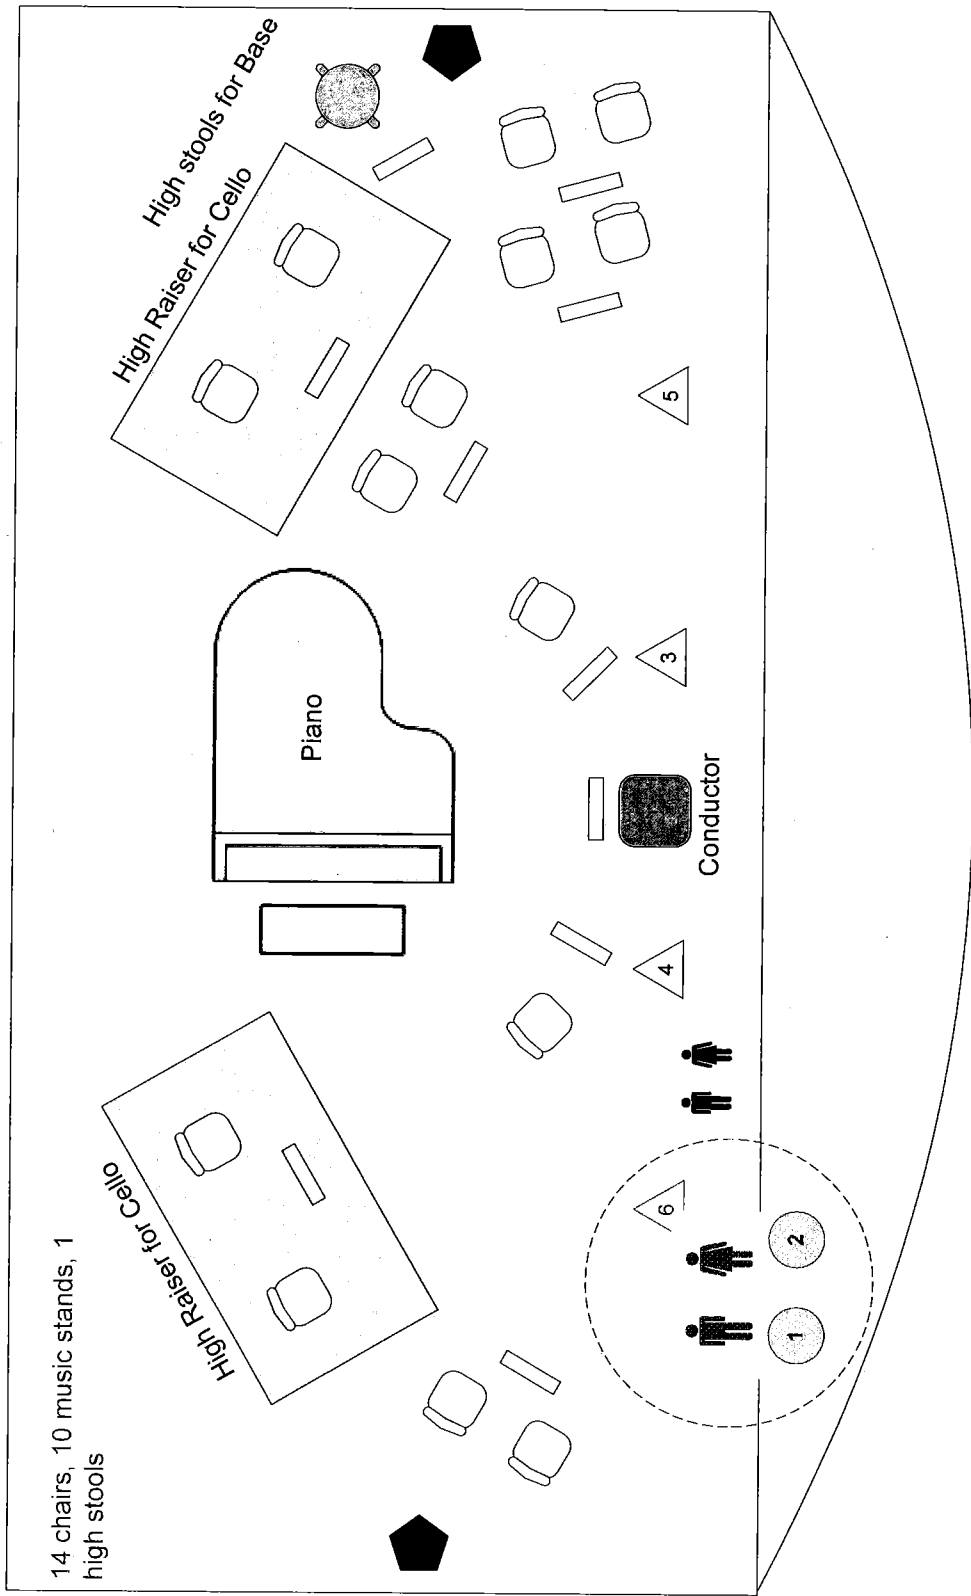 14 chairs, 10 music stands, 1
high stools
High Raiser for Cello
Piano
High Raiser for Cello
High stools for Base
6
4
Conductor
3
5
1
2